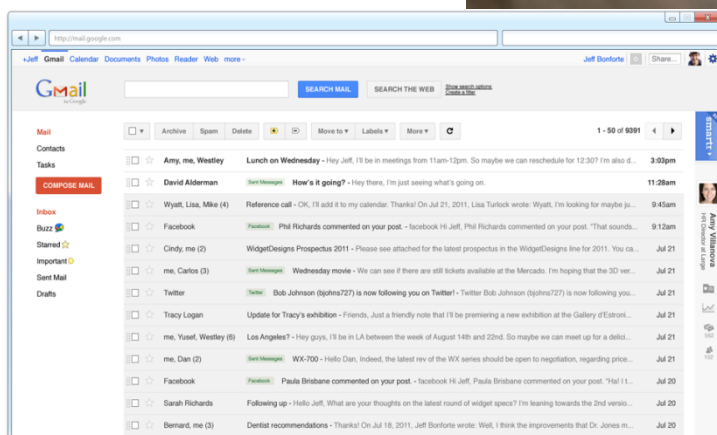 http://mail.google.com
+Jeff Gmail Calendar Documents Photos Reader Web more
Jeff Bonforte Share...
Gmail
by Google
SEARCH MAIL SEARCH THE WEB Show search options
Create a filter
Mail
Contacts
Tasks
COMPOSE MAIL
Inbox
Buzz
Starred
Important
Sent Mail
Drafts
Archive Spam Delete Move to Labels More 1 - 50 of 9391
Amy, me, Westley Lunch on Wednesday - Hey Jeff, I'll be in meetings from 11am-12pm. So maybe we can reschedule for 12:30? I'm also d... 3:03pm
David Alderman Sent Messages How's it going? - Hey there, I'm just seeing what's going on. 11:28am
Wyatt, Lisa, Mike (4) Reference call - OK, I'll add it to my calendar. Thanks! On Jul 21, 2011, Lisa Turlock wrote: Wyatt, I'm looking for maybe ju... 9:45am
Facebook Facebook Phil Richards commented on your post. - facebook Hi Jeff, Phil Richards commented on your post. "That sounds... 9:12am
Cindy, me (2) WidgetDesigns Prospectus 2011 - Please see attached for the latest prospectus in the WidgetDesigns line for 2011. You ca... Jul 21
me, Carlos (3) Sent Messages Wednesday movie - We can see if there are still tickets available at the Mercado. I'm hoping that the 3D ver... Jul 21
Twitter Twitter Bob Johnson (bjohns727) is now following you on Twitter! - Twitter Bob Johnson (bjohns727) is now following you... Jul 21
Tracy Logan Update for Tracy's exhibition - Friends, Just a friendly note that I'll be premiering a new exhibition at the Gallery d'Estroni... Jul 21
me, Yusef, Westley (6) Los Angeles? - Hey guys, I'll be in LA between the week of August 14th and 22nd. So maybe we can meet up for a delici... Jul 21
me, Dan (2) Sent Messages WX-700 - Hello Dan, Indeed, the latest rev of the WX series should be open to negotiation, regarding price... Jul 21
Facebook Facebook Paula Brisbane commented on your post. - facebook Hi Jeff, Paula Brisbane commented on your post. "Ha! I t... Jul 20
Sarah Richards Following up - Hello Jeff, What are your thoughts on the latest round of widget specs? I'm leaning towards the 2nd versio... Jul 20
Bernard, me (3) Dentist recommendations - Thanks! On Jul 18, 2011, Jeff Bonforte wrote: Well, I think the improvements that Dr. Jones m... Jul 20
smartr
Amy Vilanova
HR Director at Large